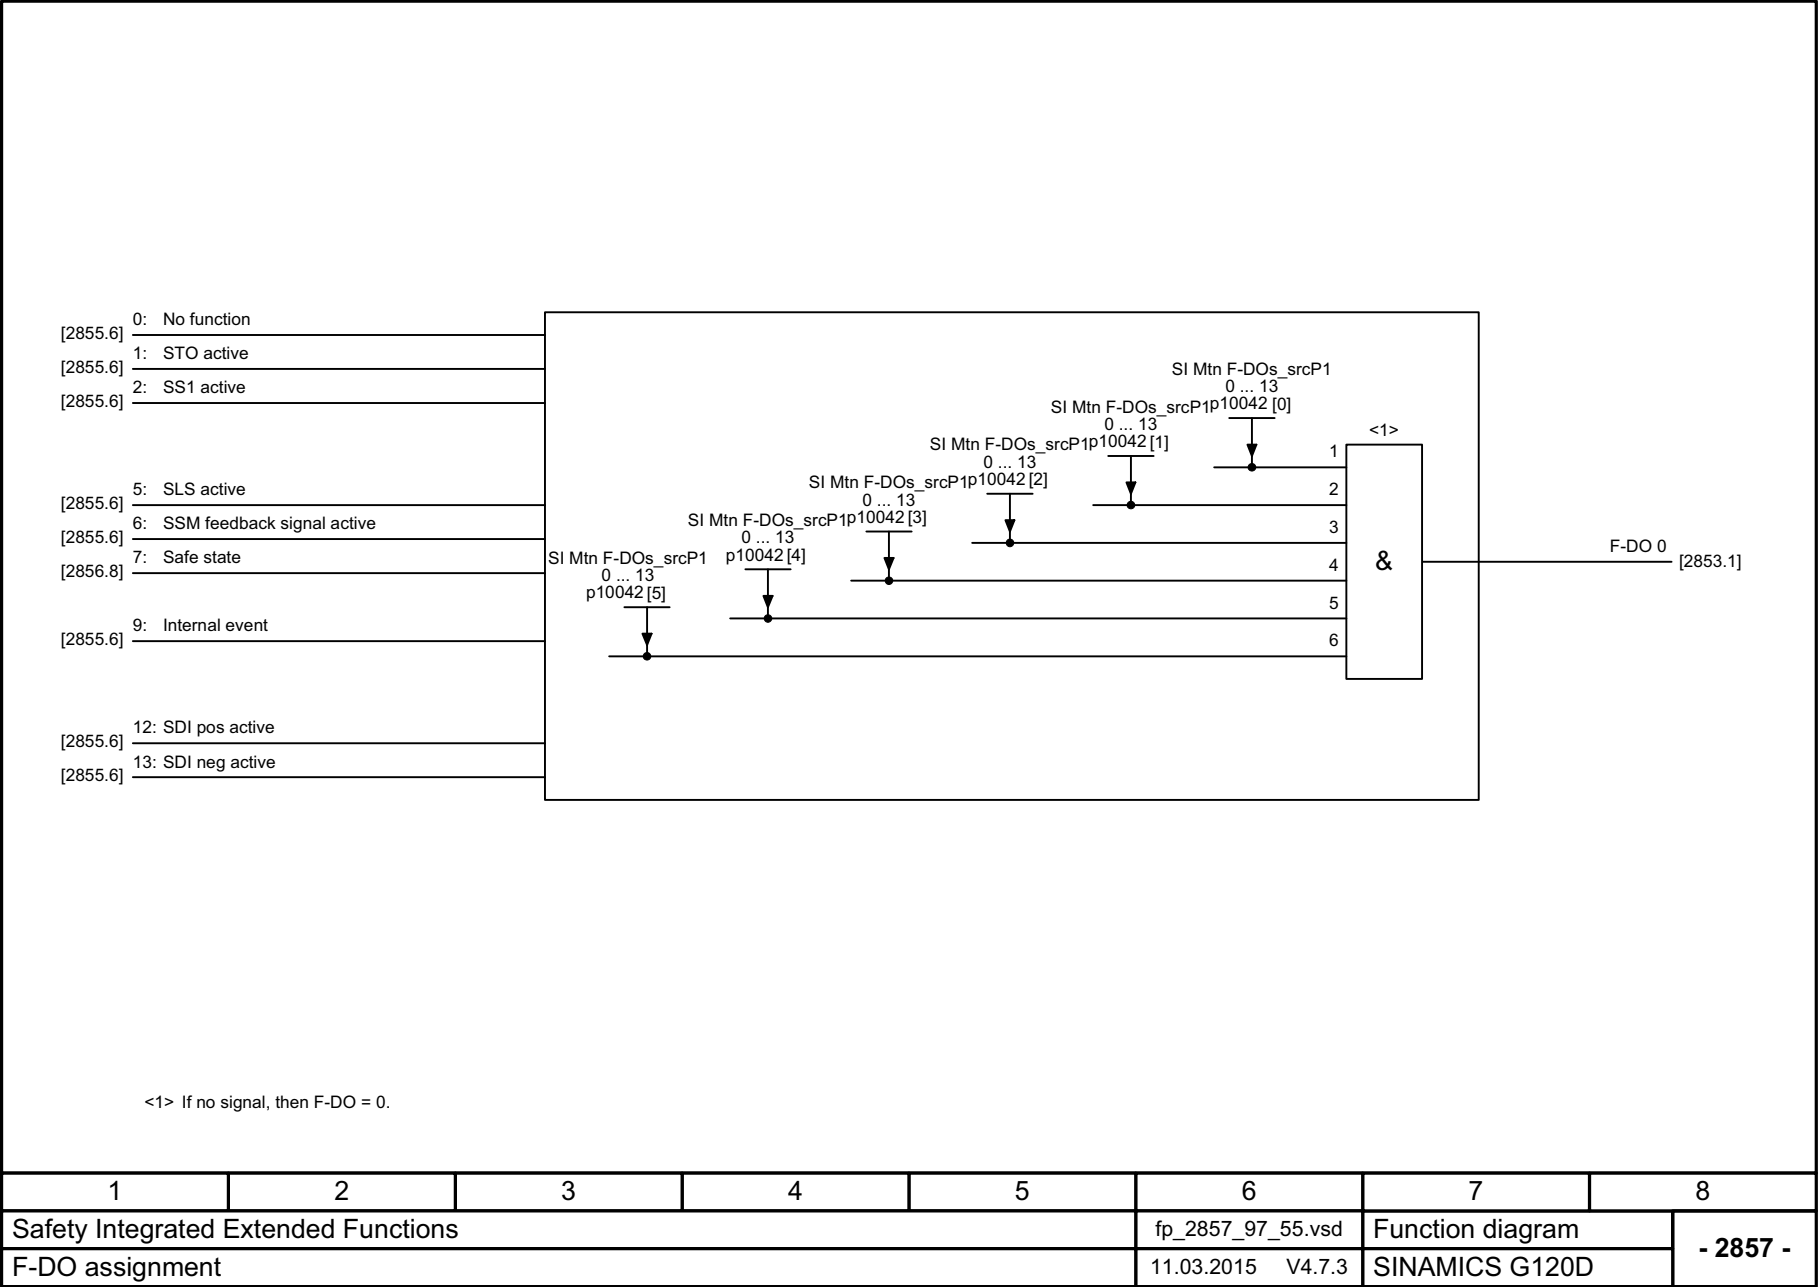 0: No function
[2855.6]
1: STO active
[2855.6]
2: SS1 active
[2855.6]
5: SLS active
[2855.6]
6: SSM feedback signal active
[2855.6]
7: Safe state
[2856.8]
9: Internal event
[2855.6]
12: SDI pos active
[2855.6]
13: SDI neg active
[2855.6]
SI Mtn F-DOs_srcP1
0 ... 13
p10042 [0]
SI Mtn F-DOs_srcP1
0 ... 13
p10042 [1]
SI Mtn F-DOs_srcP1
0 ... 13
p10042 [2]
SI Mtn F-DOs_srcP1
0 ... 13
p10042 [3]
SI Mtn F-DOs_srcP1
0 ... 13
p10042 [4]
SI Mtn F-DOs_srcP1
0 ... 13
p10042 [5]
<1>
1
2
3
4
5
6
&
F-DO 0
[2853.1]
<1> If no signal, then F-DO = 0.
1 2 3 4 5 6 7 8
Safety Integrated Extended Functions
fp_2857_97_55.vsd
Function diagram
- 2857 -
F-DO assignment
11.03.2015 V4.7.3
SINAMICS G120D